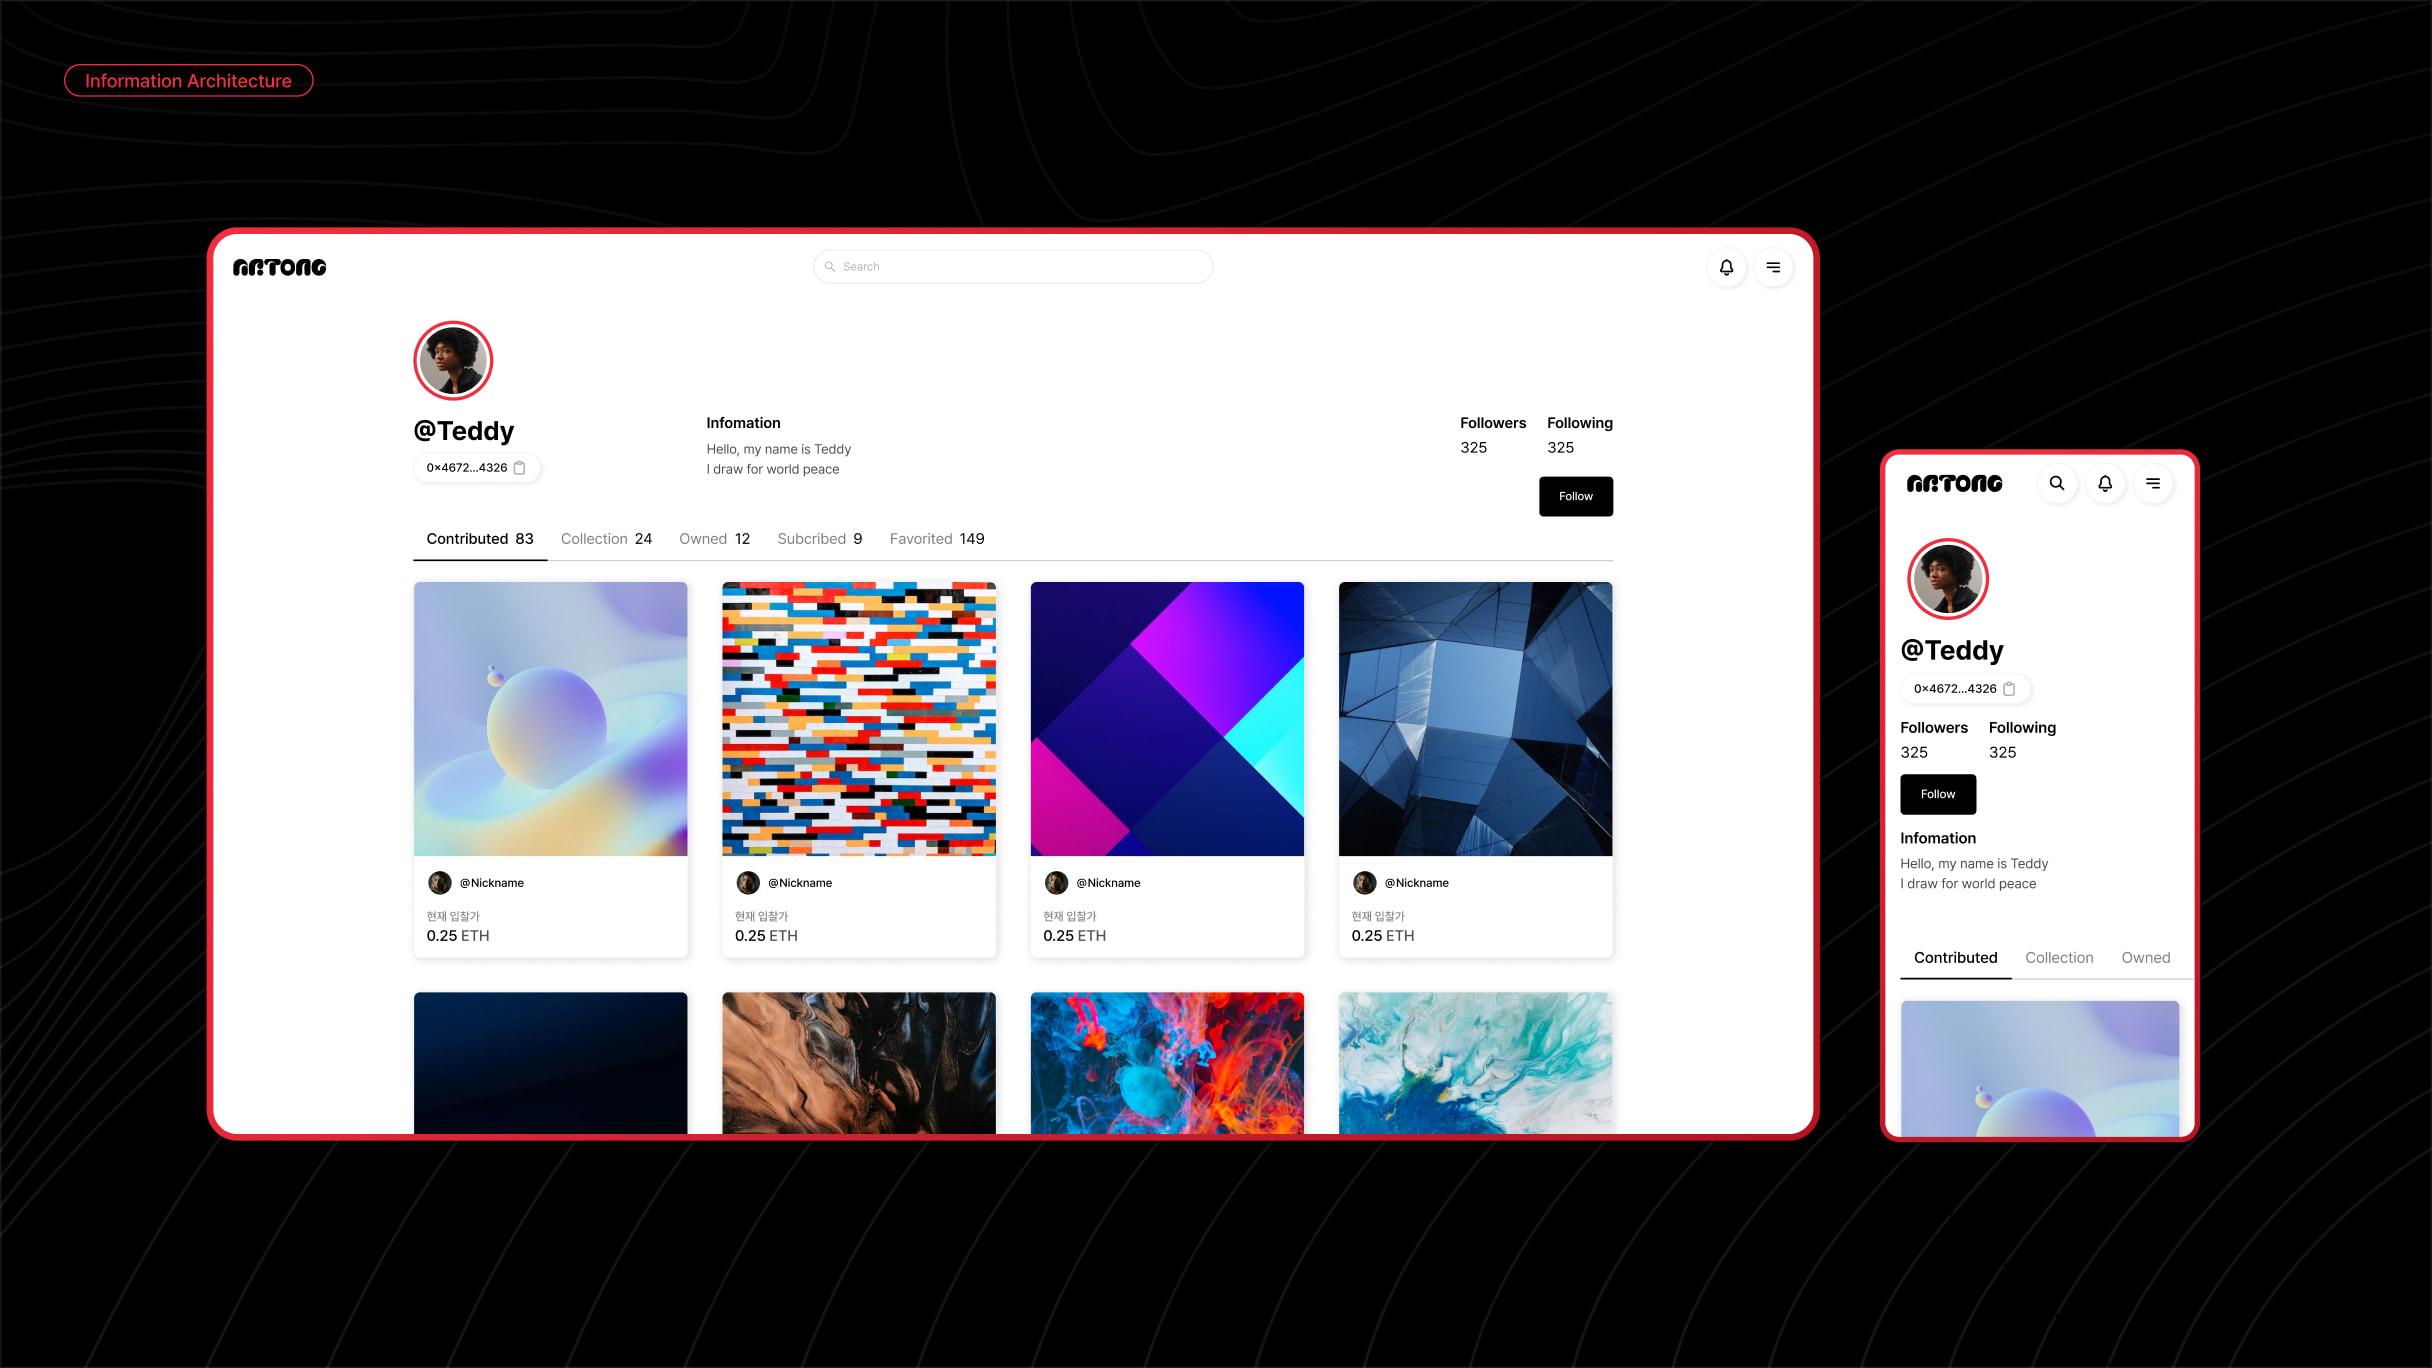 Information Architecture
ARTONG
Search
@Teddy
0×4672...4326
Infomation
Hello, my name is Teddy
I draw for world peace
Followers Following
325 325
Follow
Contributed 83 Collection 24 Owned 12 Subcribed 9 Favorited 149
@Nickname
현재 입찰가
0.25 ETH
@Nickname
현재 입찰가
0.25 ETH
@Nickname
현재 입찰가
0.25 ETH
@Nickname
현재 입찰가
0.25 ETH
ARTONG
@Teddy
0×4672...4326
Followers Following
325 325
Follow
Infomation
Hello, my name is Teddy
I draw for world peace
Contributed Collection Owned